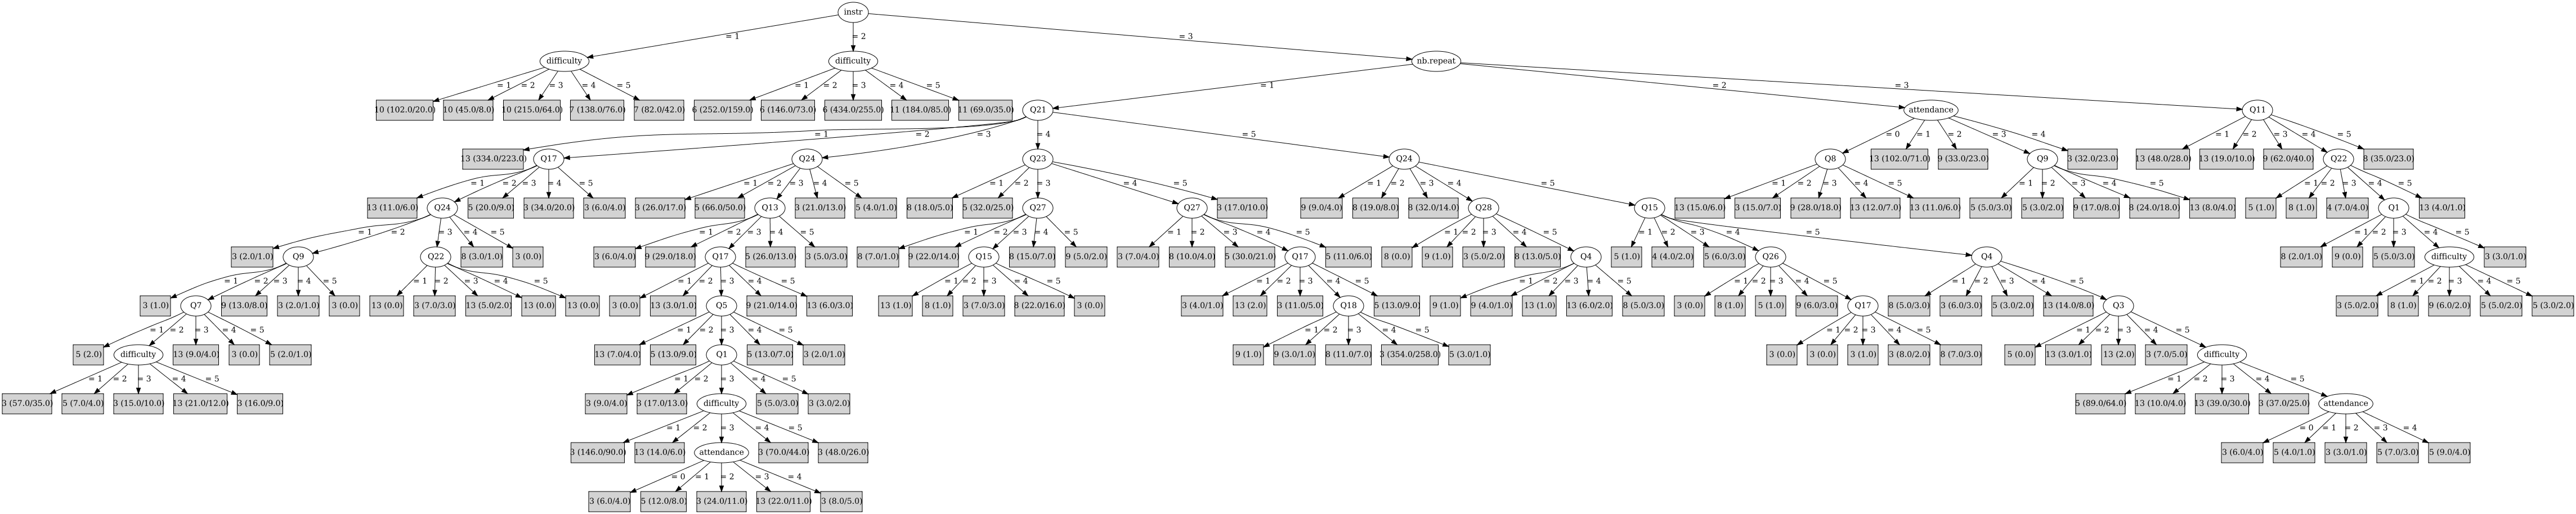 instr
= 1 = 2 = 3
difficulty difficulty nb.repeat
= 1 = 2 = 3 = 4 = 5 = 1 = 2 = 3 = 4 = 5 = 1 = 2 = 3
10 (102.0/20.0) 10 (45.0/8.0) 10 (215.0/64.0) 7 (138.0/76.0) 7 (82.0/42.0) 6 (252.0/159.0) 6 (146.0/73.0) 6 (434.0/255.0) 11 (184.0/85.0) 11 (69.0/35.0) Q21 attendance Q11
= 1 = 2 = 3 = 4 = 5 = 0 = 1 = 2 = 3 = 4 = 1 = 2 = 3 = 4 = 5
13 (334.0/223.0) Q17 Q24 Q23 Q24 Q8 13 (102.0/71.0) 9 (33.0/23.0) Q9 3 (32.0/23.0) 13 (48.0/28.0) 13 (19.0/10.0) 9 (62.0/40.0) Q22 8 (35.0/23.0)
= 1 = 2 = 3 = 4 = 5 = 1 = 2 = 3 = 4 = 5 = 1 = 2 = 3 = 4 = 5 = 1 = 2 = 3 = 4 = 5 = 1 = 2 = 3 = 4 = 5 = 1 = 2 = 3 = 4 = 5 = 1 = 2 = 3 = 4 = 5
13 (11.0/6.0) Q24 5 (20.0/9.0) 3 (34.0/20.0) 3 (6.0/4.0) 3 (26.0/17.0) 5 (66.0/50.0) Q13 3 (21.0/13.0) 5 (4.0/1.0) 8 (18.0/5.0) 5 (32.0/25.0) Q27 Q27 3 (17.0/10.0) 9 (9.0/4.0) 8 (19.0/8.0) 8 (32.0/14.0) Q28 Q15 13 (15.0/6.0) 3 (15.0/7.0) 9 (28.0/18.0) 13 (12.0/7.0) 13 (11.0/6.0) 5 (5.0/3.0) 5 (3.0/2.0) 9 (17.0/8.0) 8 (24.0/18.0) 13 (8.0/4.0) 5 (1.0) 8 (1.0) 4 (7.0/4.0) Q1 13 (4.0/1.0)
= 1 = 2 = 3 = 4 = 5 = 1 = 2 = 3 = 4 = 5 = 1 = 2 = 3 = 4 = 5 = 1 = 2 = 3 = 4 = 5 = 1 = 2 = 3 = 4 = 5 = 1 = 2 = 3 = 4 = 5 = 1 = 2 = 3 = 4 = 5
3 (2.0/1.0) Q9 Q22 8 (3.0/1.0) 3 (0.0) 3 (6.0/4.0) 9 (29.0/18.0) Q17 5 (26.0/13.0) 3 (5.0/3.0) 8 (7.0/1.0) 9 (22.0/14.0) Q15 8 (15.0/7.0) 9 (5.0/2.0) 3 (7.0/4.0) 8 (10.0/4.0) 5 (30.0/21.0) Q17 5 (11.0/6.0) 8 (0.0) 9 (1.0) 3 (5.0/2.0) 8 (13.0/5.0) Q4 5 (1.0) 4 (4.0/2.0) 5 (6.0/3.0) Q26 Q4 8 (2.0/1.0) 9 (0.0) 5 (5.0/3.0) difficulty 3 (3.0/1.0)
= 1 = 2 = 3 = 4 = 5 = 1 = 2 = 3 = 4 = 5 = 1 = 2 = 3 = 4 = 5 = 1 = 2 = 3 = 4 = 5 = 1 = 2 = 3 = 4 = 5 = 1 = 2 = 3 = 4 = 5 = 1 = 2 = 3 = 4 = 5 = 1 = 2 = 3 = 4 = 5 = 1 = 2 = 3 = 4 = 5
3 (1.0) Q7 9 (13.0/8.0) 3 (2.0/1.0) 3 (0.0) 13 (0.0) 3 (7.0/3.0) 13 (5.0/2.0) 13 (0.0) 13 (0.0) 3 (0.0) 13 (3.0/1.0) Q5 9 (21.0/14.0) 13 (6.0/3.0) 13 (1.0) 8 (1.0) 3 (7.0/3.0) 8 (22.0/16.0) 3 (0.0) 3 (4.0/1.0) 13 (2.0) 3 (11.0/5.0) Q18 5 (13.0/9.0) 9 (1.0) 9 (4.0/1.0) 13 (1.0) 13 (6.0/2.0) 8 (5.0/3.0) 3 (0.0) 8 (1.0) 5 (1.0) 9 (6.0/3.0) Q17 8 (5.0/3.0) 3 (6.0/3.0) 5 (3.0/2.0) 13 (14.0/8.0) Q3 3 (5.0/2.0) 8 (1.0) 9 (6.0/2.0) 5 (5.0/2.0) 5 (3.0/2.0)
= 1 = 2 = 3 = 4 = 5 = 1 = 2 = 3 = 4 = 5 = 1 = 2 = 3 = 4 = 5 = 1 = 2 = 3 = 4 = 5 = 1 = 2 = 3 = 4 = 5
5 (2.0) difficulty 13 (9.0/4.0) 3 (0.0) 5 (2.0/1.0) 13 (7.0/4.0) 5 (13.0/9.0) Q1 5 (13.0/7.0) 3 (2.0/1.0) 9 (1.0) 9 (3.0/1.0) 8 (11.0/7.0) 3 (354.0/258.0) 5 (3.0/1.0) 3 (0.0) 3 (0.0) 3 (1.0) 3 (8.0/2.0) 8 (7.0/3.0) 5 (0.0) 13 (3.0/1.0) 13 (2.0) 3 (7.0/5.0) difficulty
= 1 = 2 = 3 = 4 = 5 = 1 = 2 = 3 = 4 = 5 = 1 = 2 = 3 = 4 = 5
3 (57.0/35.0) 5 (7.0/4.0) 3 (15.0/10.0) 13 (21.0/12.0) 3 (16.0/9.0) 3 (9.0/4.0) 3 (17.0/13.0) difficulty 5 (5.0/3.0) 3 (3.0/2.0) 5 (89.0/64.0) 13 (10.0/4.0) 13 (39.0/30.0) 3 (37.0/25.0) attendance
= 1 = 2 = 3 = 4 = 5 = 0 = 1 = 2 = 3 = 4
3 (146.0/90.0) 13 (14.0/6.0) attendance 3 (70.0/44.0) 3 (48.0/26.0) 3 (6.0/4.0) 5 (4.0/1.0) 3 (3.0/1.0) 5 (7.0/3.0) 5 (9.0/4.0)
= 0 = 1 = 2 = 3 = 4
3 (6.0/4.0) 5 (12.0/8.0) 3 (24.0/11.0) 13 (22.0/11.0) 3 (8.0/5.0)